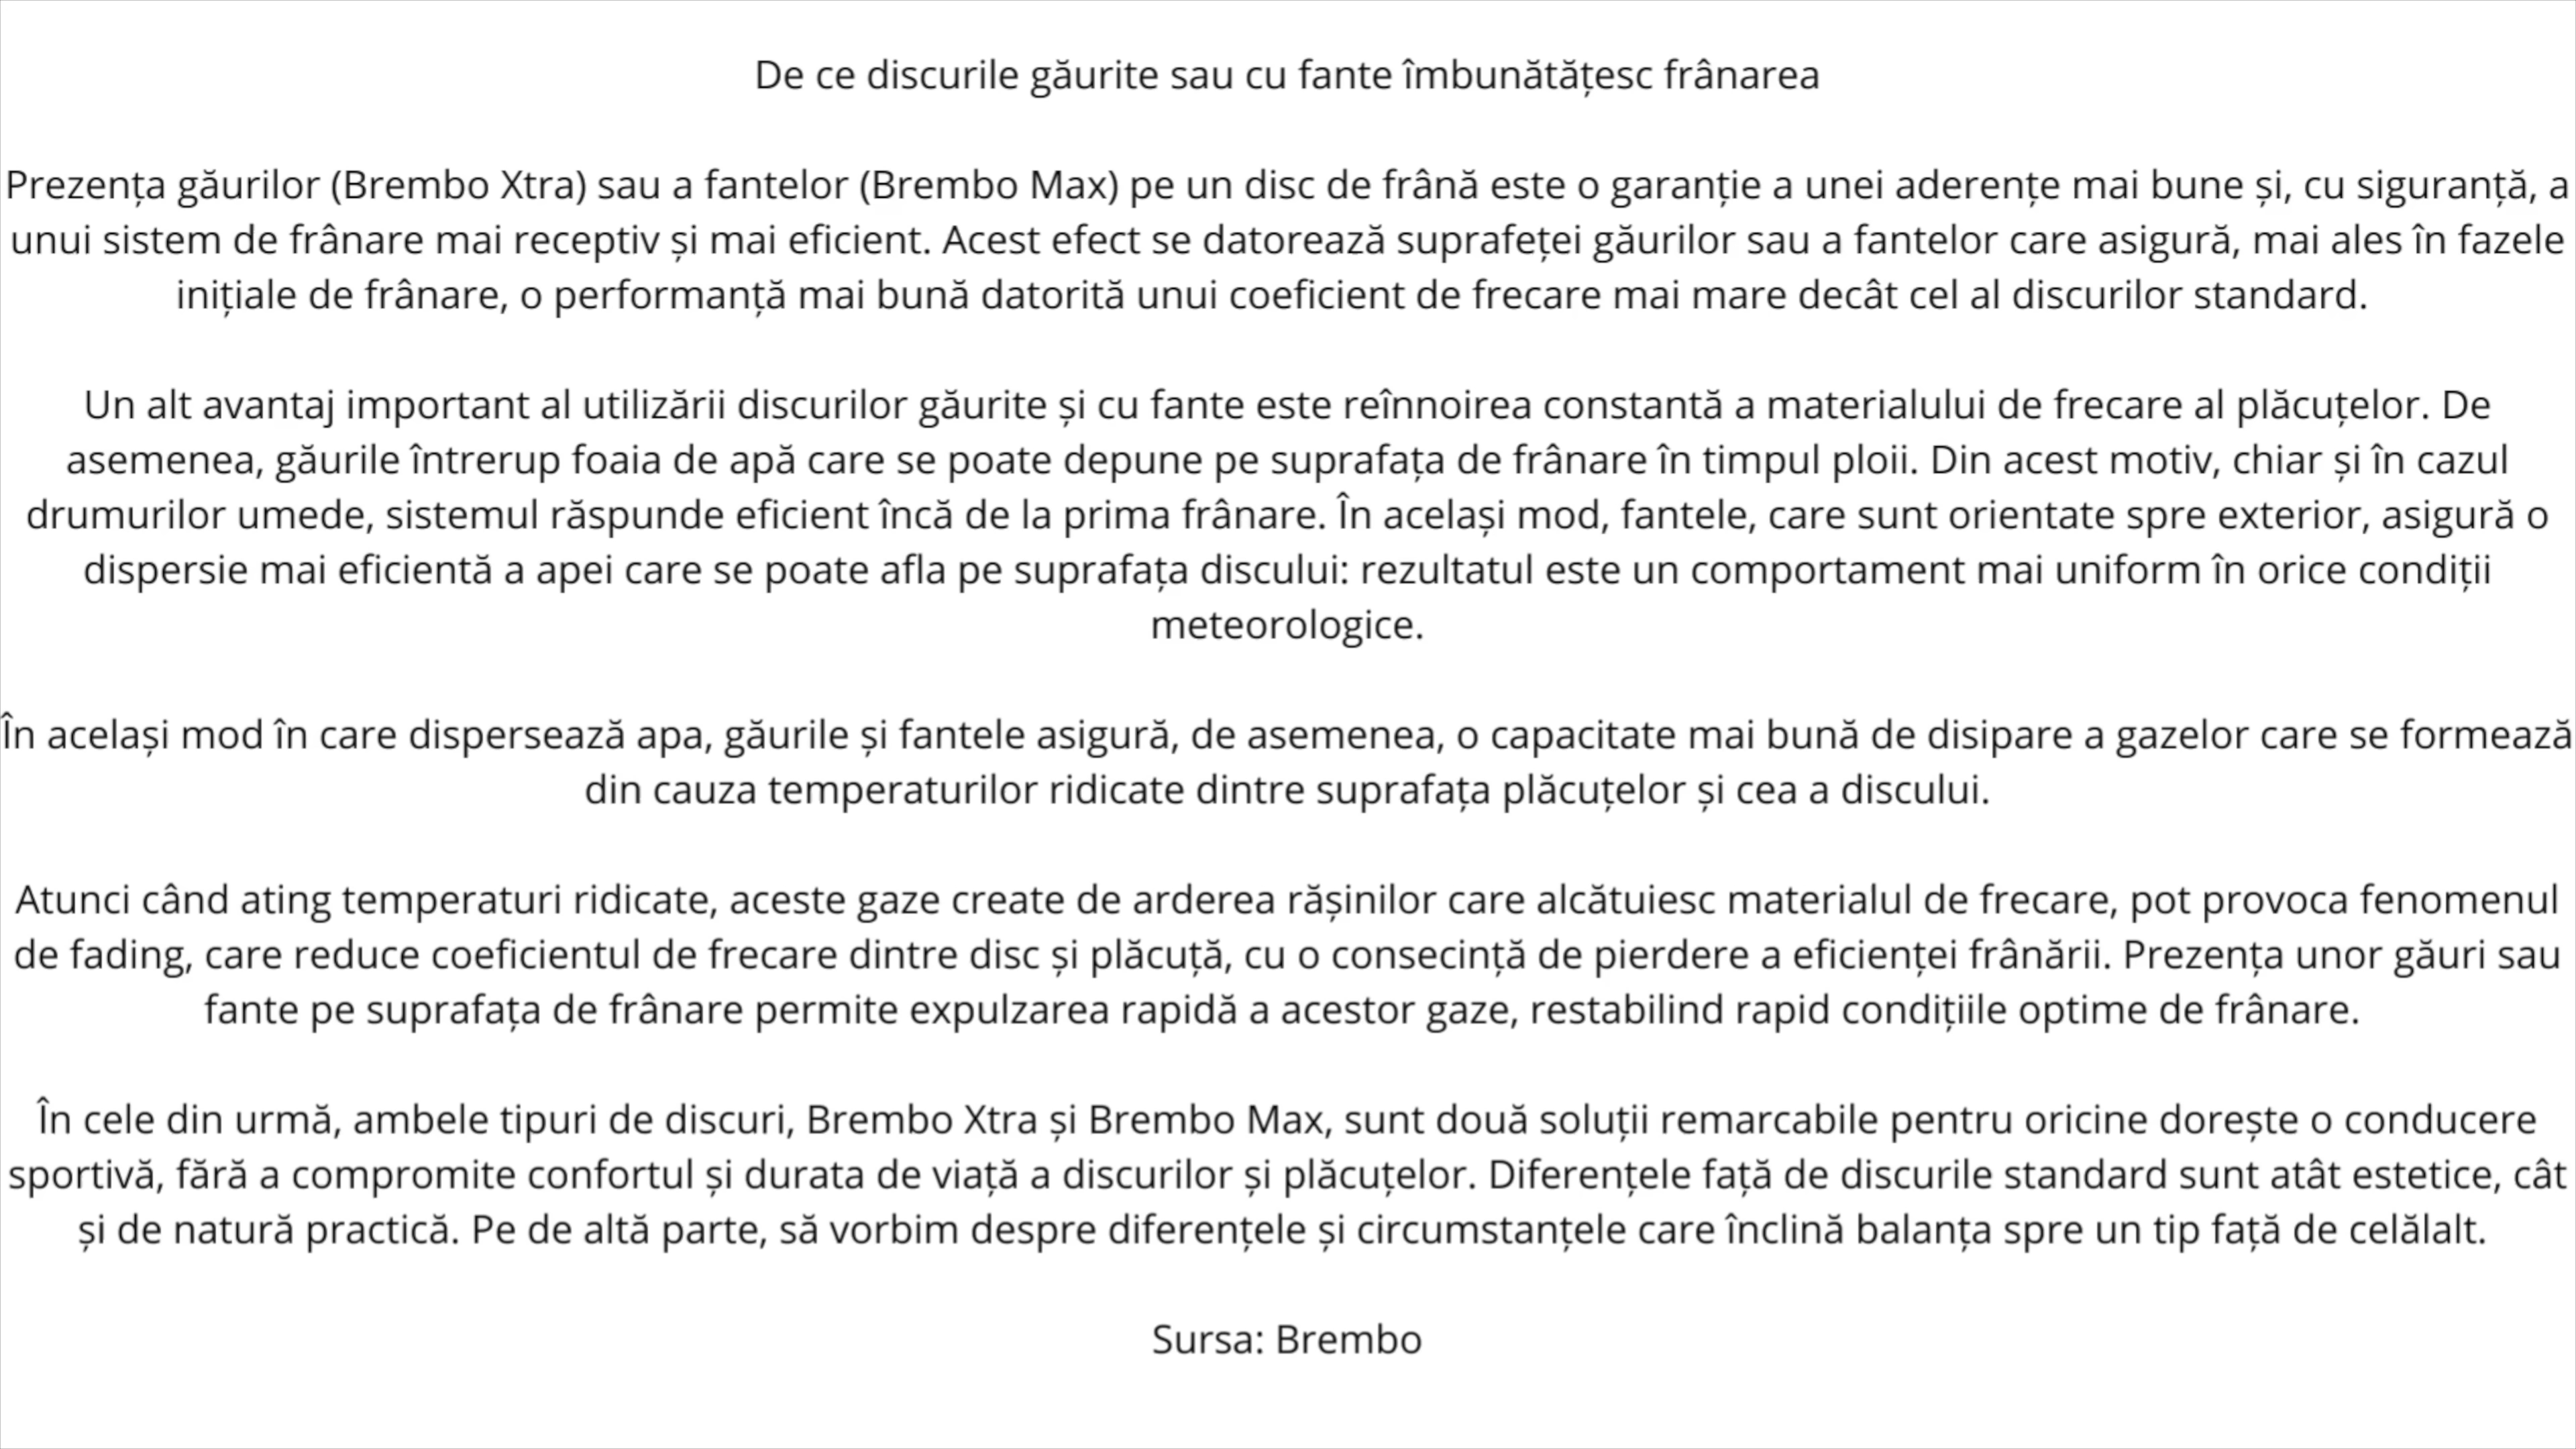 De ce discurile găurite sau cu fante îmbunătățesc frânarea
Prezența găurilor (Brembo Xtra) sau a fantelor (Brembo Max) pe un disc de frână este o garanție a unei aderențe mai bune și, cu siguranță, a
unui sistem de frânare mai receptiv și mai eficient. Acest efect se datorează suprafeței găurilor sau a fantelor care asigură, mai ales în fazele
inițiale de frânare, o performanță mai bună datorită unui coeficient de frecare mai mare decât cel al discurilor standard.
Un alt avantaj important al utilizării discurilor găurite și cu fante este reînnoirea constantă a materialului de frecare al plăcuțelor. De
asemenea, găurile întrerup foaia de apă care se poate depune pe suprafața de frânare în timpul ploii. Din acest motiv, chiar și în cazul
drumurilor umede, sistemul răspunde eficient încă de la prima frânare. În același mod, fantele, care sunt orientate spre exterior, asigură o
dispersie mai eficientă a apei care se poate afla pe suprafața discului: rezultatul este un comportament mai uniform în orice condiții
meteorologice.
În același mod în care dispersează apa, găurile și fantele asigură, de asemenea, o capacitate mai bună de disipare a gazelor care se formează
din cauza temperaturilor ridicate dintre suprafața plăcuțelor și cea a discului.
Atunci când ating temperaturi ridicate, aceste gaze create de arderea rășinilor care alcătuiesc materialul de frecare, pot provoca fenomenul
de fading, care reduce coeficientul de frecare dintre disc și plăcuță, cu o consecință de pierdere a eficienței frânării. Prezența unor găuri sau
fante pe suprafața de frânare permite expulzarea rapidă a acestor gaze, restabilind rapid condițiile optime de frânare.
În cele din urmă, ambele tipuri de discuri, Brembo Xtra și Brembo Max, sunt două soluții remarcabile pentru oricine dorește o conducere
sportivă, fără a compromite confortul și durata de viață a discurilor și plăcuțelor. Diferențele față de discurile standard sunt atât estetice, cât
și de natură practică. Pe de altă parte, să vorbim despre diferențele și circumstanțele care înclină balanța spre un tip față de celălalt.
Sursa: Brembo